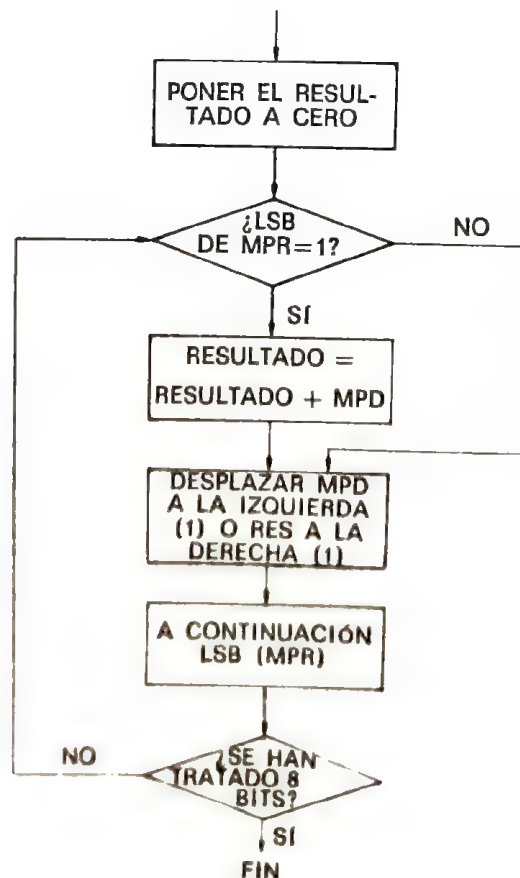 PONER EL RESUL-
TADO A CERO
¿LSB
DE MPR=1?
NO
SÍ
RESULTADO =
RESULTADO + MPD
DESPLAZAR MPD
A LA IZQUIERDA
(1) O RES A LA
DERECHA (1)
A CONTINUACIÓN
LSB (MPR)
NO
¿SE HAN
TRATADO 8
BITS?
SÍ
FIN